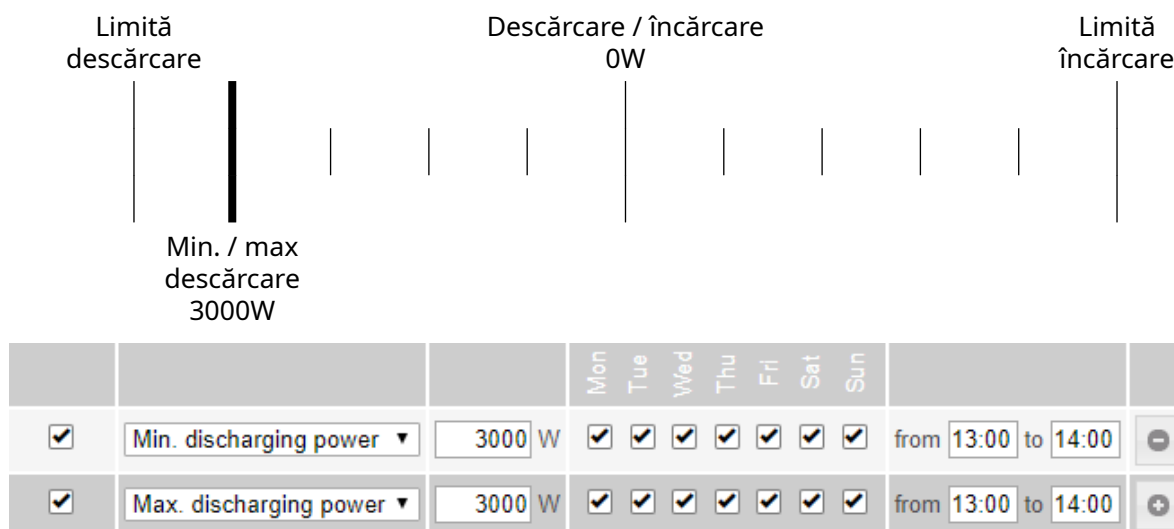 Limită
descărcare
Descărcare / încărcare
0W
Limită
încărcare
Min. / max
descărcare
3000W
Mon Tue Wed Thu Fri Sat Sun
Min. discharging power 3000 W from 13:00 to 14:00
Max. discharging power 3000 W from 13:00 to 14:00